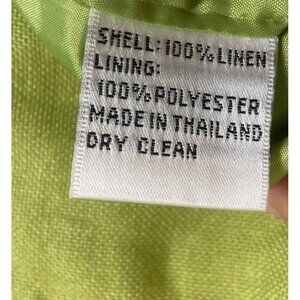 SHELL: 100% LINEN
LINING:
100% POLYESTER
MADE IN THAILAND
DRY CLEAN